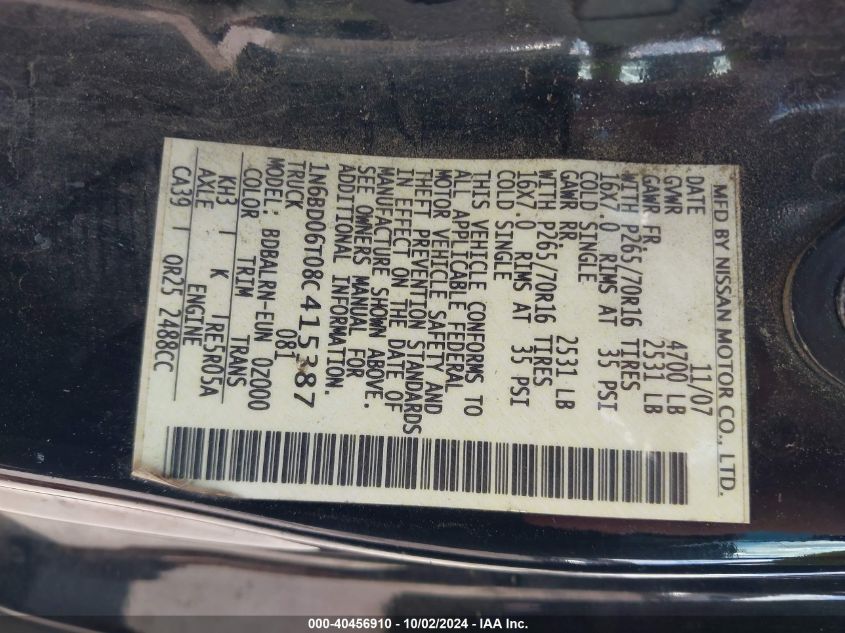 MFD BY NISSAN MOTOR CO., LTD.
DATE 11/07
GVWR 4700 LB
GAWR FR. 2531 LB
WITH P265/70R16 TIRES
16X7.0 RIMS AT 35 PSI
COLD SINGLE
GAWR RR 2531 LB
WITH P265/70R16 TIRES
16X7.0 RIMS AT 35 PSI
COLD SINGLE
THIS VEHICLE CONFORMS TO
ALL APPLICABLE FEDERAL
MOTOR VEHICLE SAFETY AND
THEFT PREVENTION STANDARDS
IN EFFECT ON THE DATE OF
MANUFACTURE SHOWN ABOVE.
SEE OWNERS MANUAL FOR
ADDITIONAL INFORMATION.
1N6BD06T08C415387
TRUCK 081
MODEL: BDBALRN-EUN 0Z000
COLOR TRIM TRANS
KH3 | K | RE5R05A
AXLE ENGINE
CA39 | QR25 2488CC
000-40456910 - 10/02/2024 - IAA Inc.